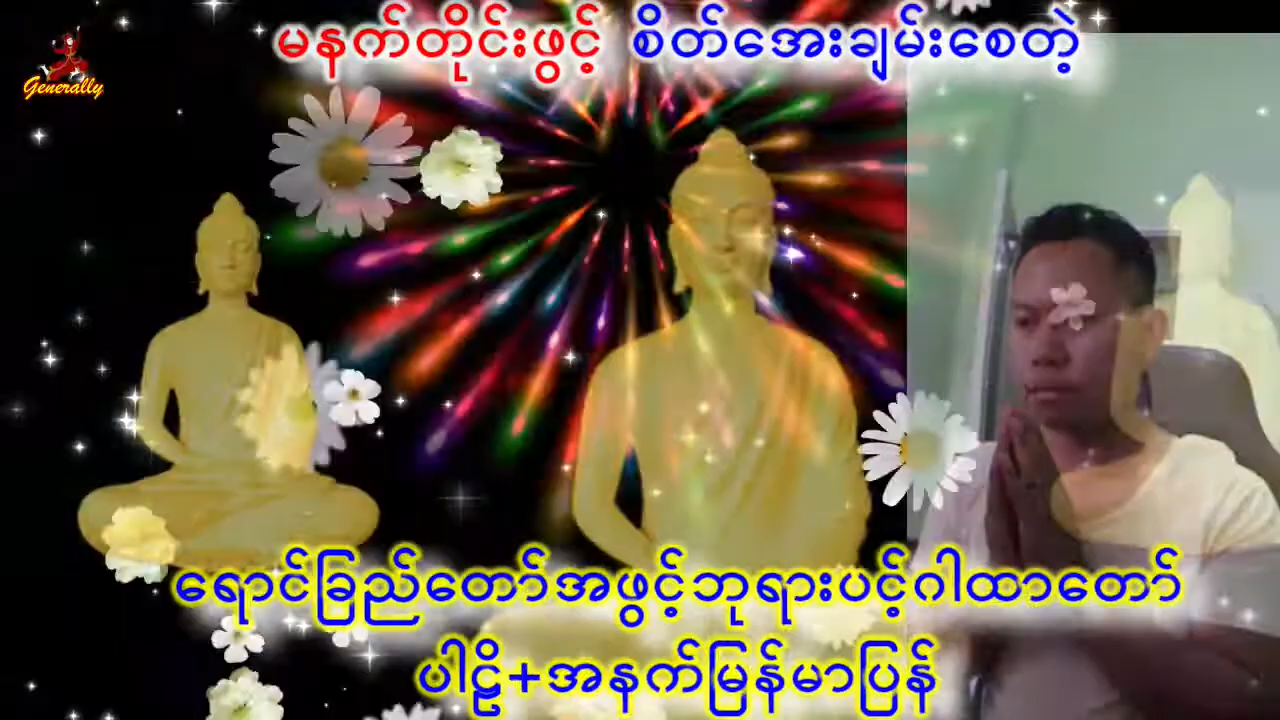 Generally
မနက်တိုင်းဖွင့် စိတ်အေးချမ်းစေတဲ့
ရောင်ခြည်တော်အဖွင့်ဘုရားပင့်ဂါထာတော်
ပါဠိ+အနက်မြန်မာပြန်